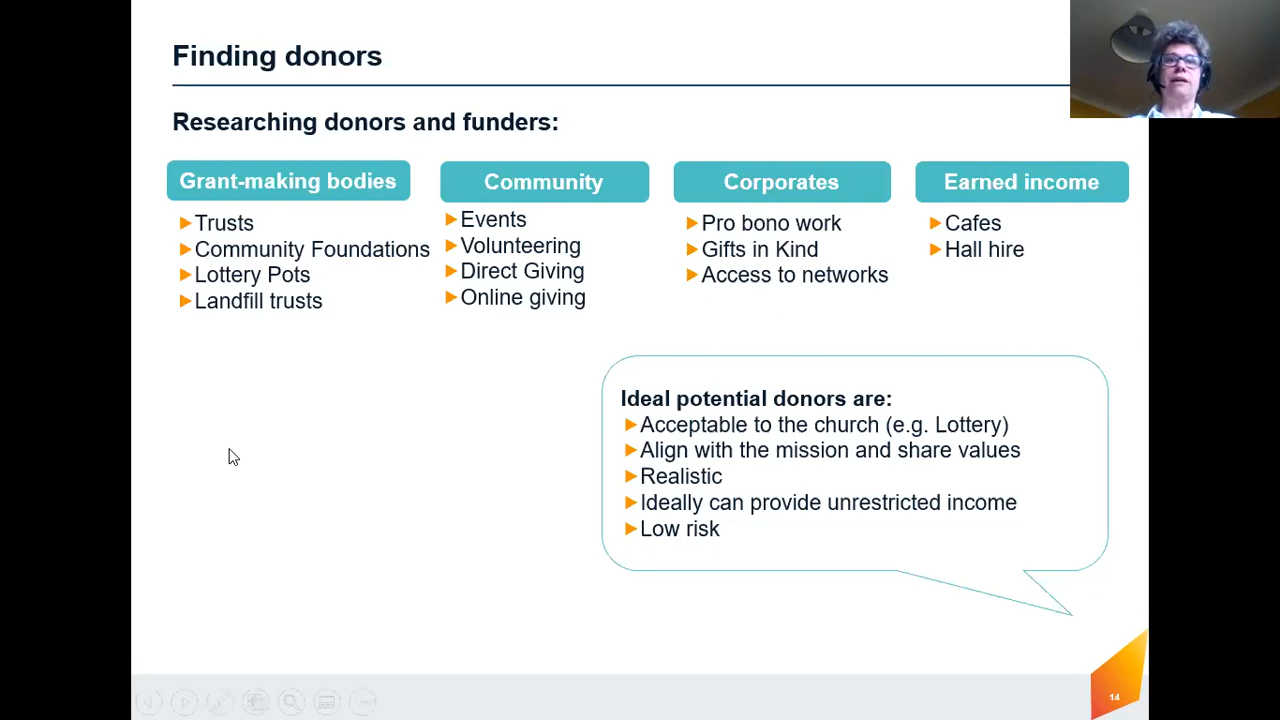 Finding donors
Researching donors and funders:
Grant-making bodies
Trusts
Community Foundations
Lottery Pots
Landfill trusts
Community
Events
Volunteering
Direct Giving
Online giving
Corporates
Pro bono work
Gifts in Kind
Access to networks
Earned income
Cafes
Hall hire
Ideal potential donors are:
Acceptable to the church (e.g. Lottery)
Align with the mission and share values
Realistic
Ideally can provide unrestricted income
Low risk
14